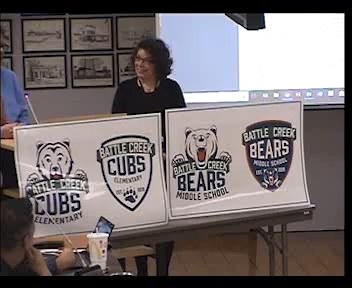 BATTLE CREEK
CUBS
ELEMENTARY
BATTLE CREEK
CUBS
ELEMENTARY
BATTLE CREEK
BEARS
MIDDLE SCHOOL
BATTLE CREEK
BEARS
MIDDLE SCHOOL